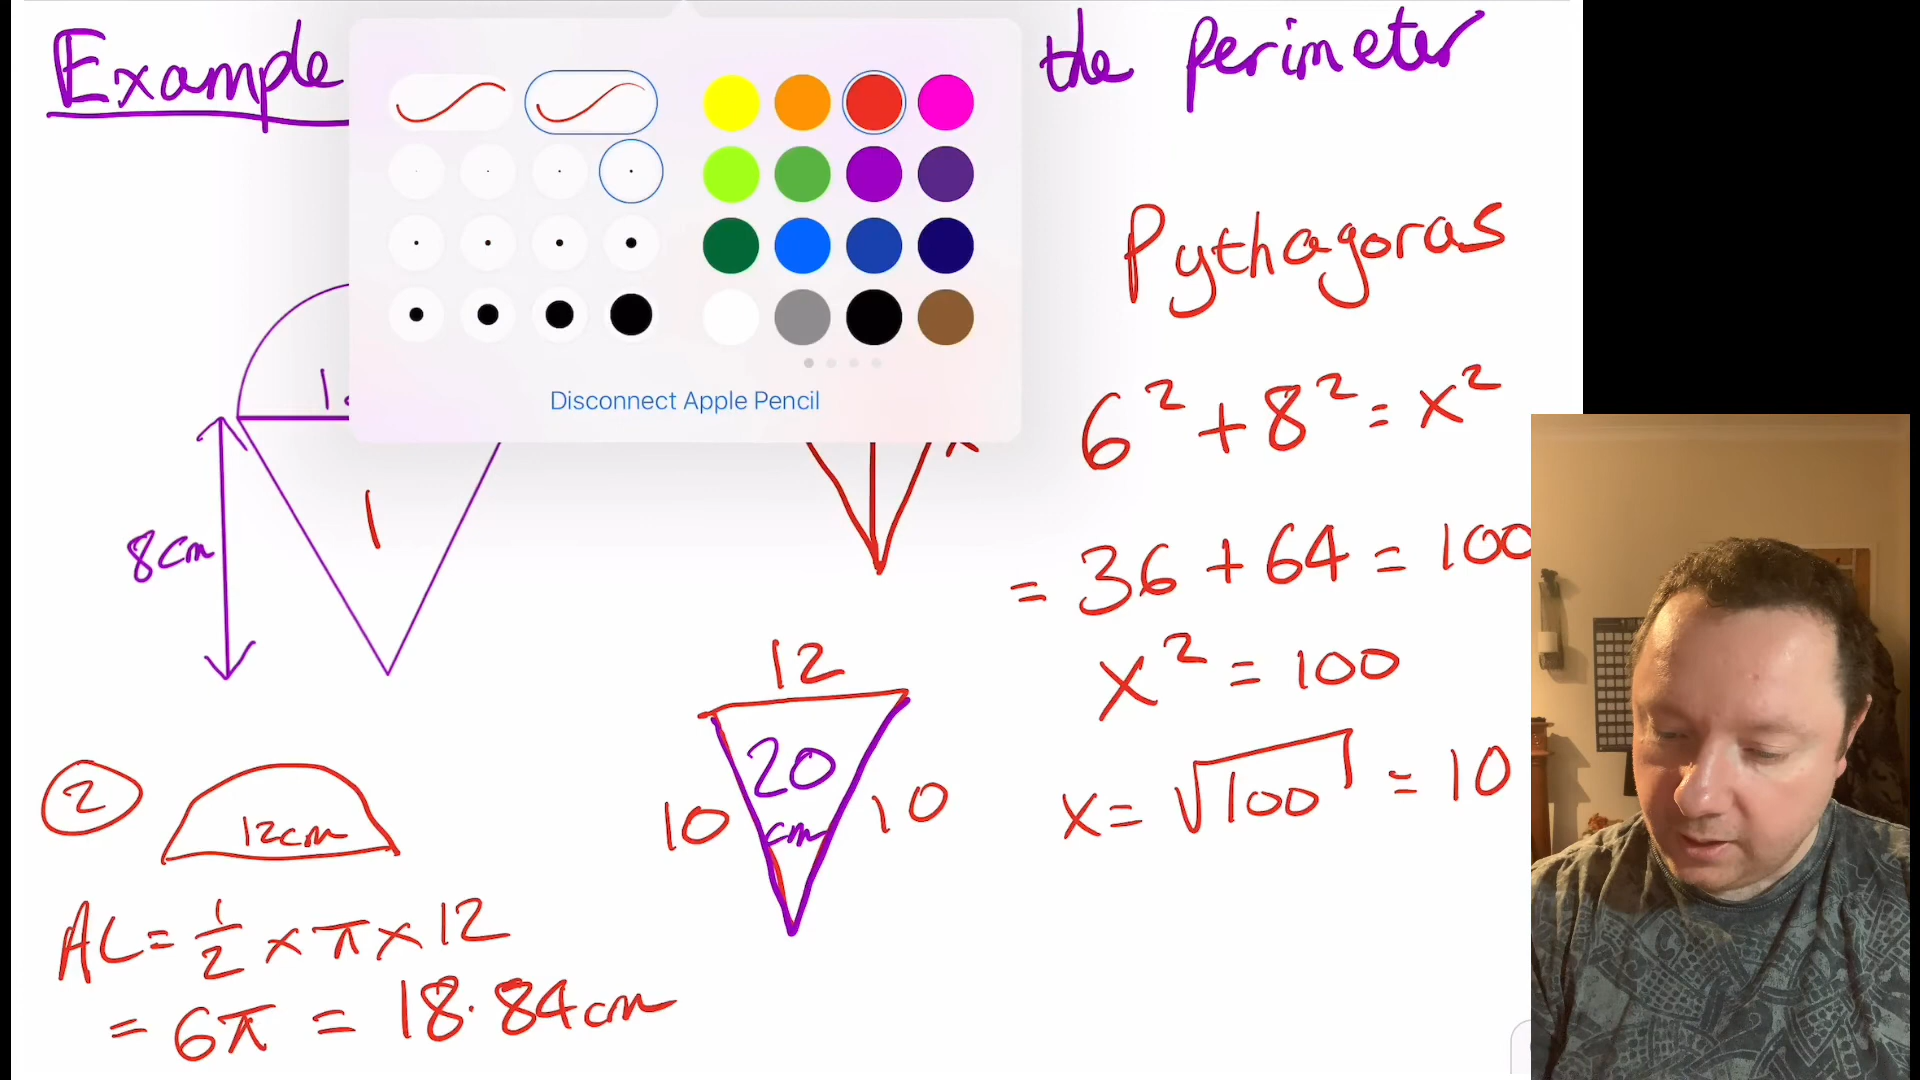 Example the perimeter
Disconnect Apple Pencil
Pythagoras
6² + 8² = x²
= 36 + 64 = 100
x² = 100
x = √100 = 10
8cm
1
12
20
cm
10
10
2
12cm
AL = 1/2 × π × 12
= 6π = 18.84cm